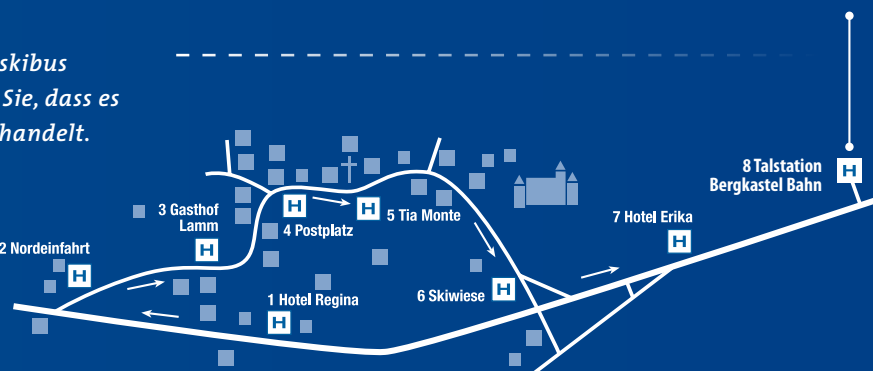 skibus
Sie, dass es
handelt.
8 Talstation
Bergkastel Bahn
H
3 Gasthof
Lamm
H
4 Postplatz
H
5 Tia Monte
H
7 Hotel Erika
H
2 Nordeinfahrt
H
6 Skiwiese
H
1 Hotel Regina
H